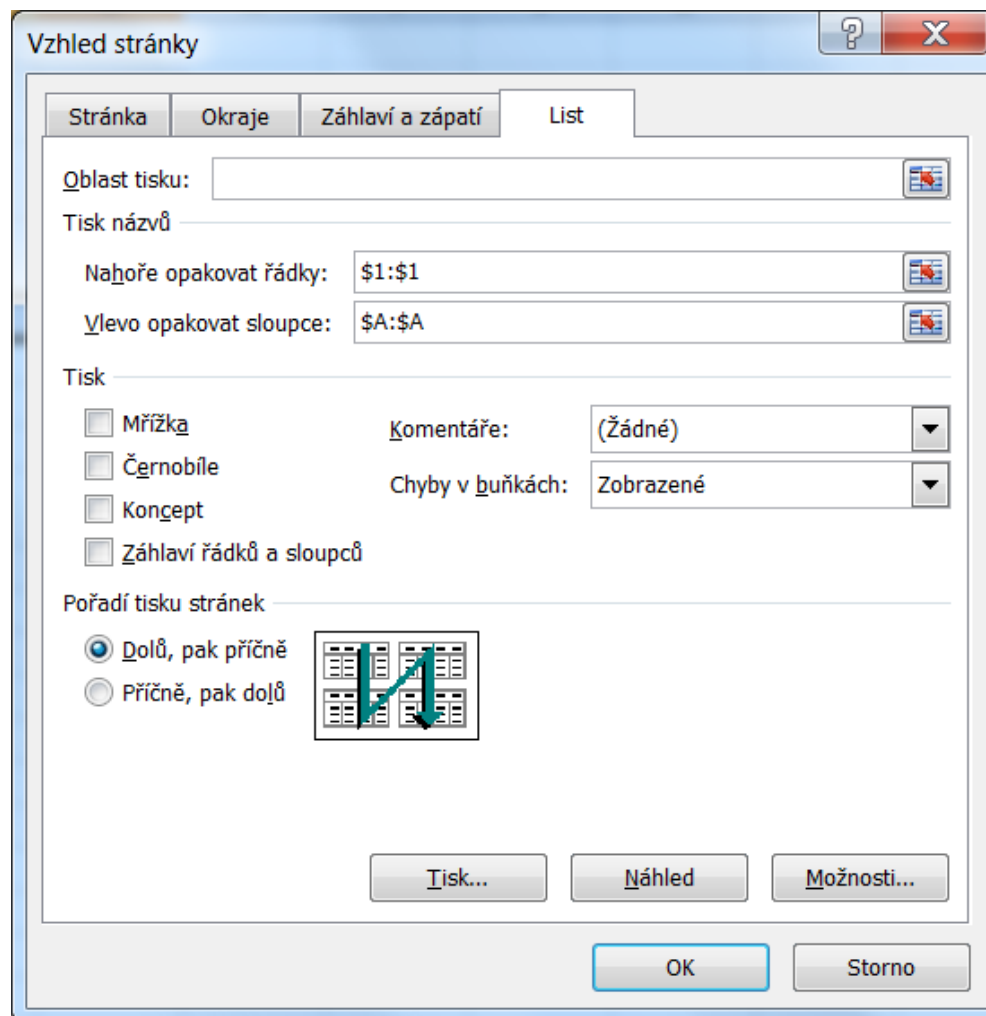 Vzhled stránky
Stránka Okraje Záhlaví a zápatí List
Oblast tisku:
Tisk názvů
Nahoře opakovat řádky: $1:$1
Vlevo opakovat sloupce: $A:$A
Tisk
Mřížka
Komentáře: (Žádné)
Černobíle
Chyby v buňkách: Zobrazené
Koncept
Záhlaví řádků a sloupců
Pořadí tisku stránek
Dolů, pak příčně
Příčně, pak dolů
Tisk... Náhled Možnosti...
OK Storno